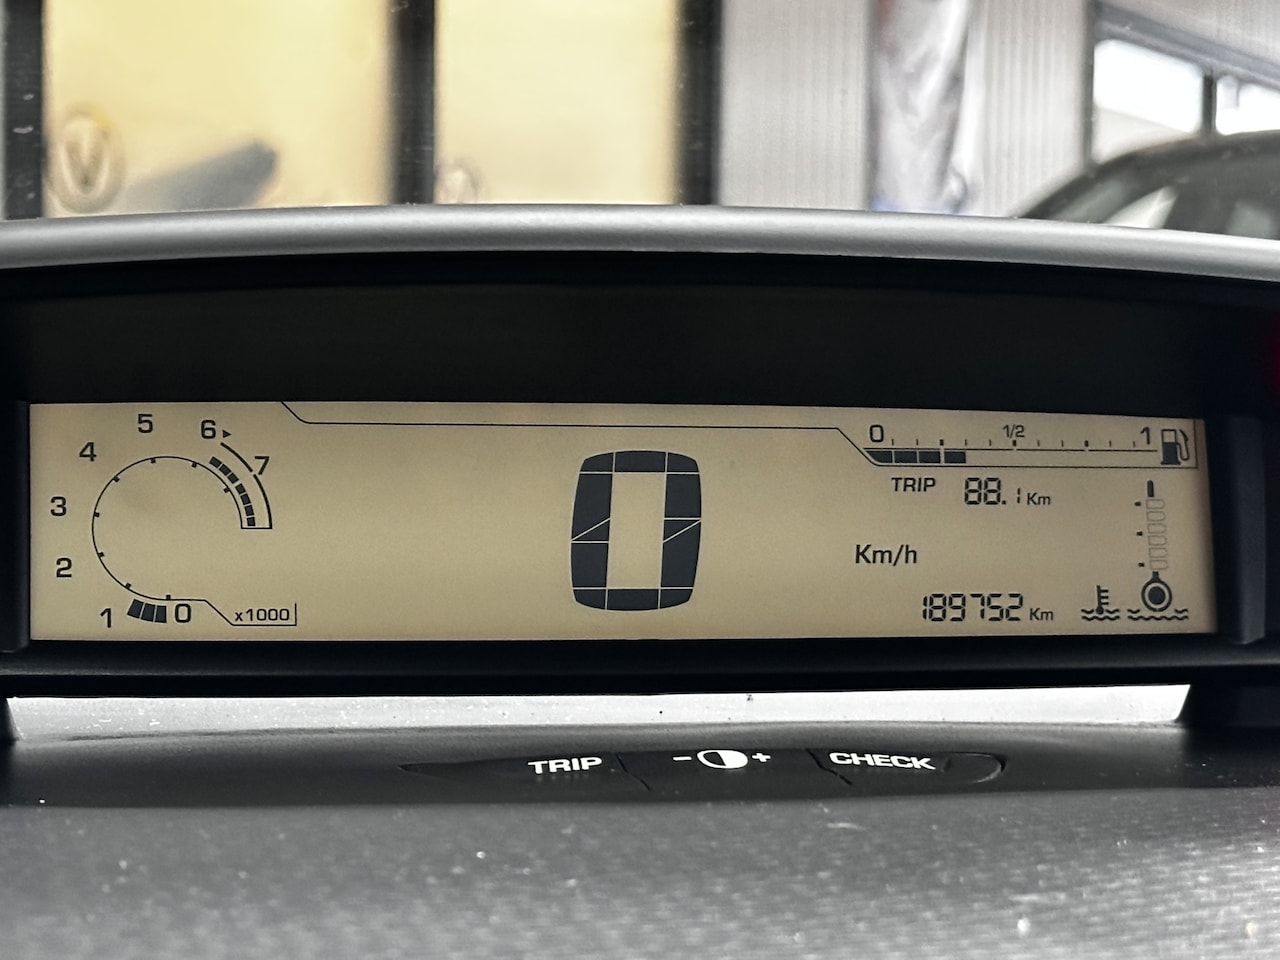 5 6 7
4
3
2
1 0 x1000
0
0 1/2 1
TRIP 88.1 Km
Km/h
189752 Km
TRIP - + CHECK